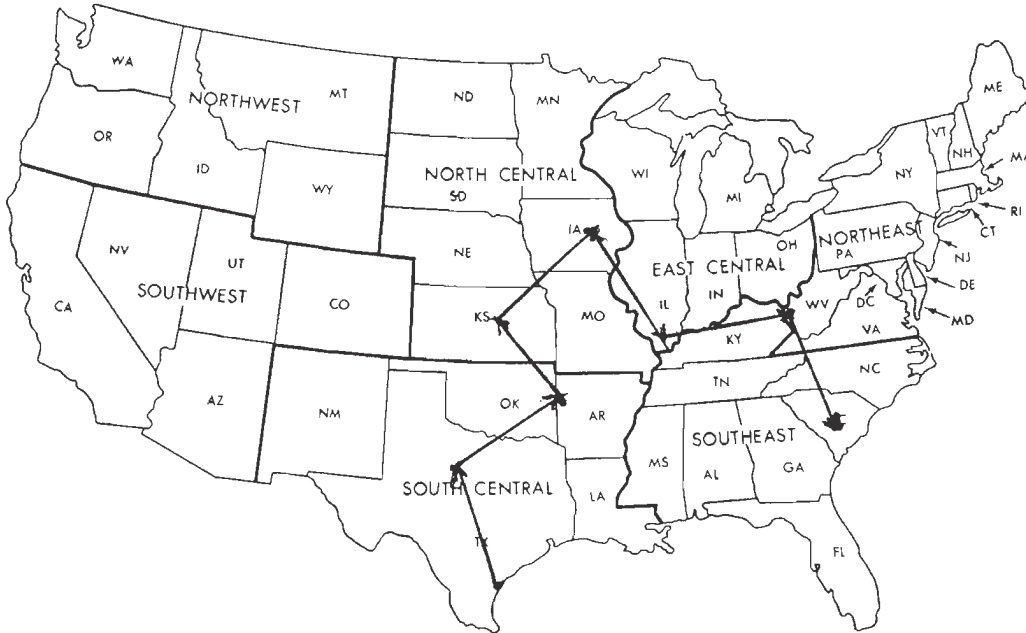 WA
NORTHWEST
MT
ND
MN
OR
ID
WY
NORTH CENTRAL
SD
WI
MI
NY
VT
NH
ME
MA
RI
CT
NJ
DE
MD
NV
UT
SOUTHWEST
CO
CA
NE
IA
EAST CENTRAL
OH
NORTHEAST
PA
KS
MO
IL
IN
WV
DC
VA
KY
AZ
NM
OK
AR
TN
NC
SOUTHEAST
MS
AL
GA
SOUTH CENTRAL
LA
TX
FL